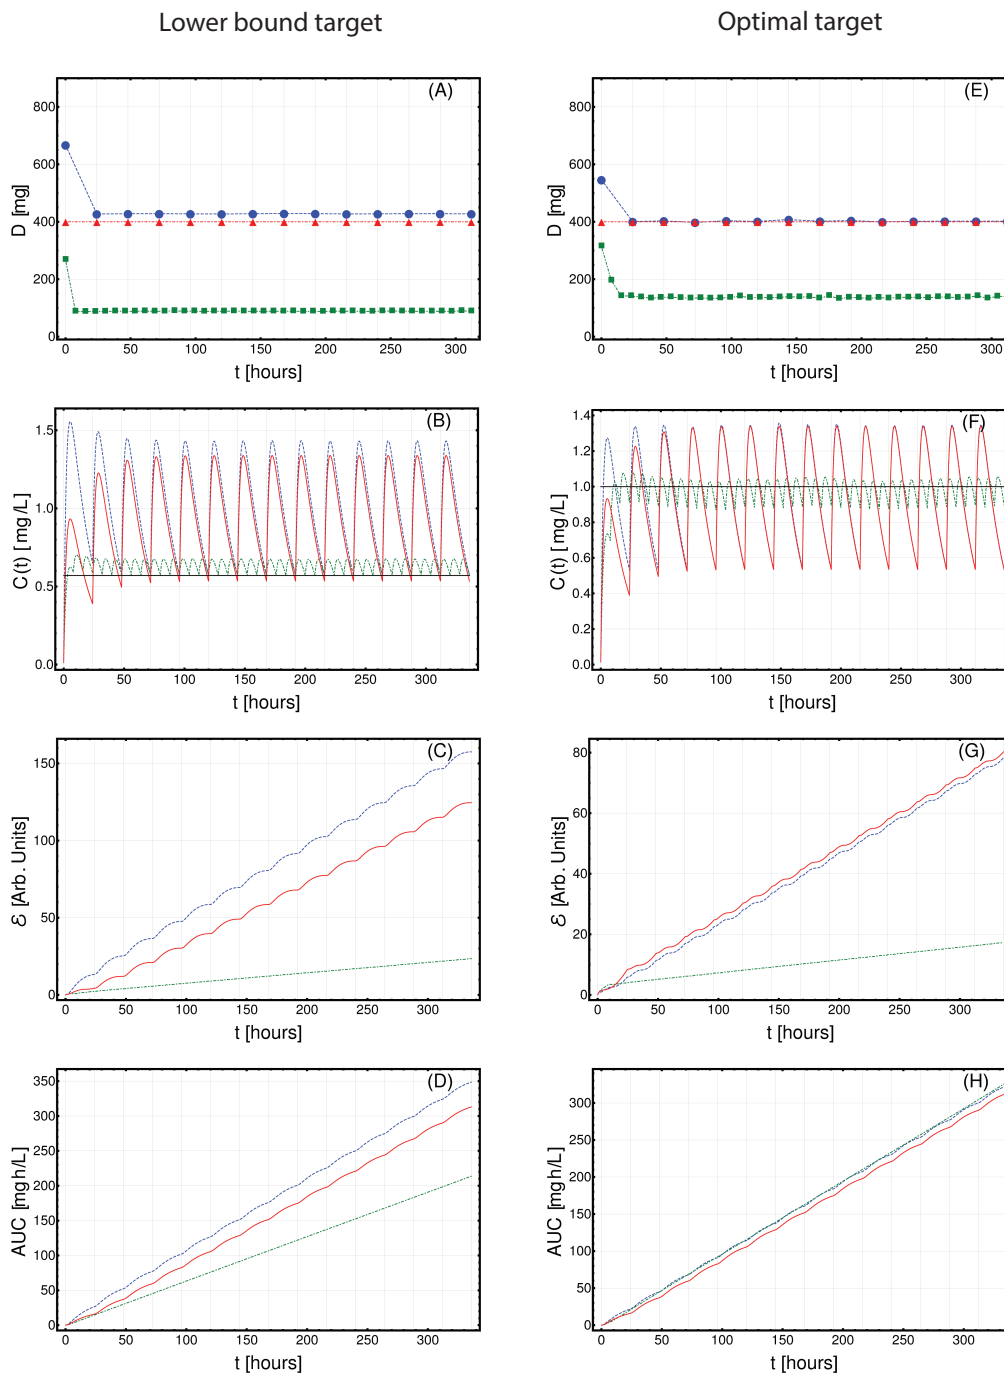 Lower bound target
Optimal target
(A)
800
600
400
200
0
D [mg]
0 50 100 150 200 250 300
t [hours]
(E)
800
600
400
200
0
D [mg]
0 50 100 150 200 250 300
t [hours]
(B)
1.5
1.0
0.5
0.0
C(t) [mg/L]
0 50 100 150 200 250 300
t [hours]
(F)
1.4
1.2
1.0
0.8
0.6
0.4
0.2
0.0
C(t) [mg/L]
0 50 100 150 200 250 300
t [hours]
(C)
150
100
50
0
ℰ [Arb. Units]
0 50 100 150 200 250 300
t [hours]
(G)
80
60
40
20
0
ℰ [Arb. Units]
0 50 100 150 200 250 300
t [hours]
(D)
350
300
250
200
150
100
50
0
AUC [mgh/L]
0 50 100 150 200 250 300
t [hours]
(H)
300
250
200
150
100
50
0
AUC [mgh/L]
0 50 100 150 200 250 300
t [hours]